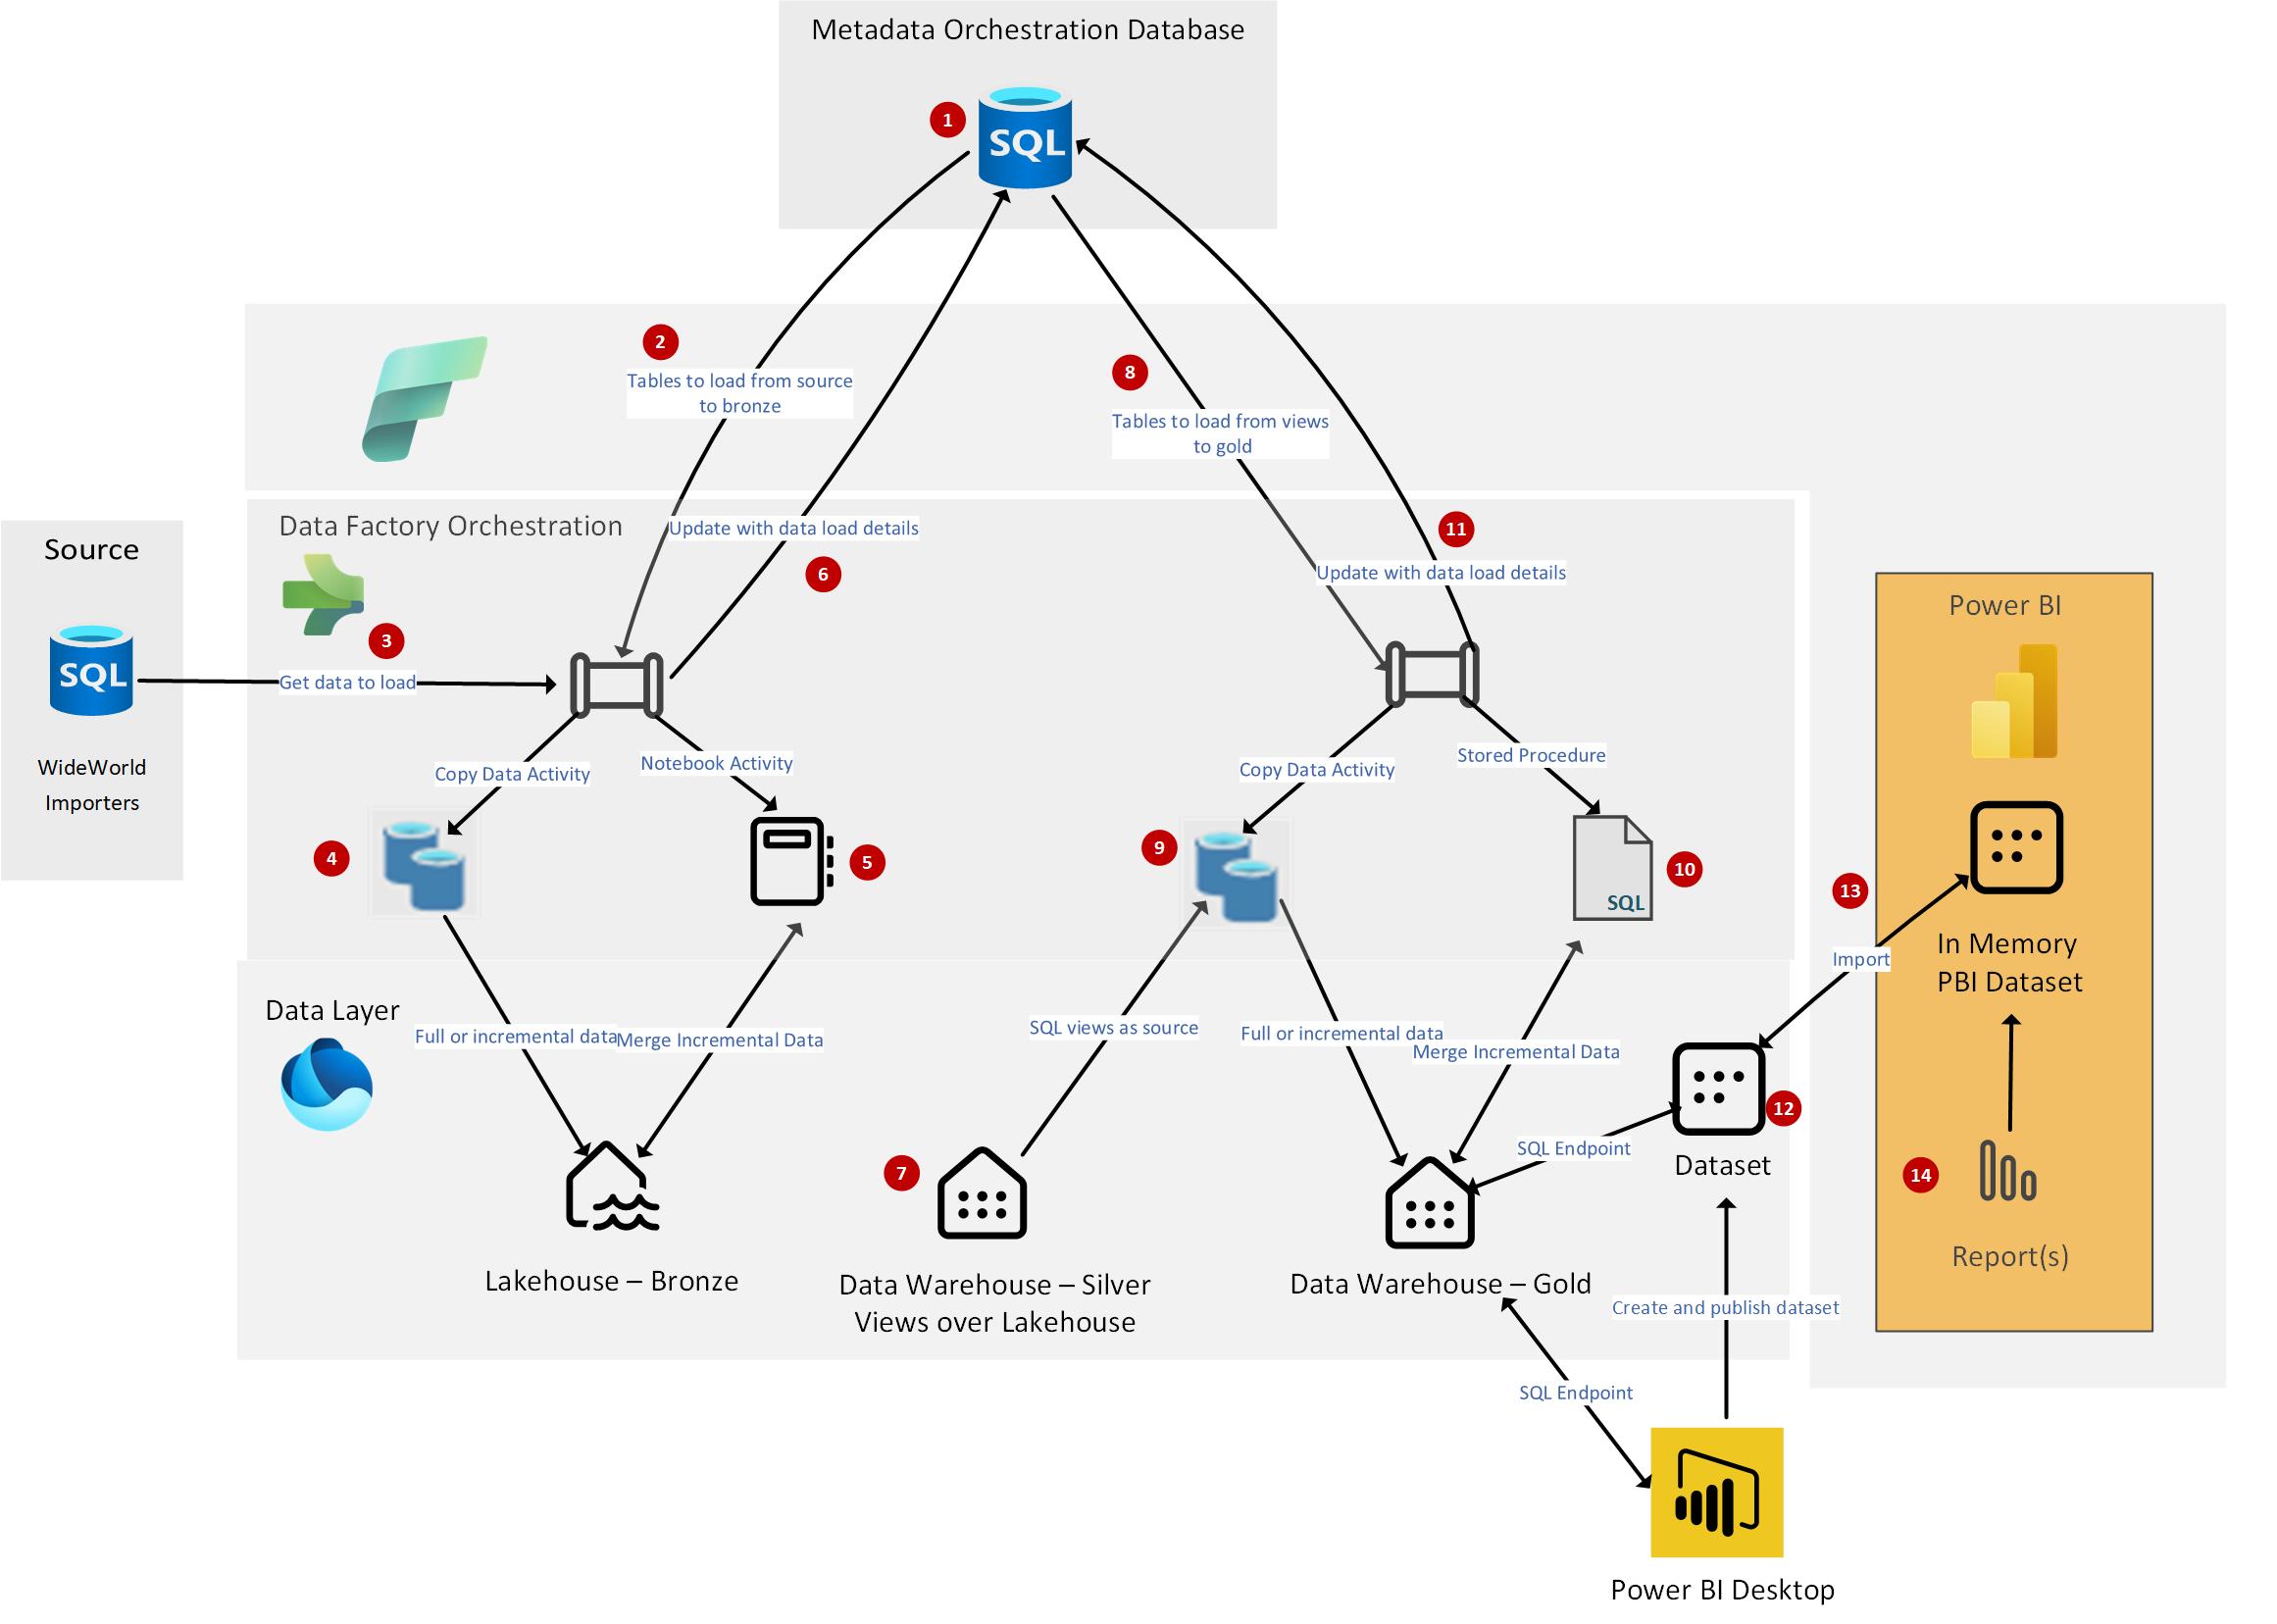 Metadata Orchestration Database
1
SQL
2
Tables to load from source
to bronze
8
Tables to load from views
to gold
Data Factory Orchestration
Update with data load details
6
11
Update with data load details
Source
SQL
WideWorld
Importers
3
Get data to load
Copy Data Activity
Notebook Activity
Copy Data Activity
Stored Procedure
4
5
9
10
SQL
Power BI
13
Import
In Memory
PBI Dataset
14
Report(s)
Data Layer
Full or incremental data
Merge Incremental Data
SQL views as source
Full or incremental data
Merge Incremental Data
12
SQL Endpoint
Dataset
7
Lakehouse – Bronze
Data Warehouse – Silver
Views over Lakehouse
Data Warehouse – Gold
Create and publish dataset
SQL Endpoint
Power BI Desktop